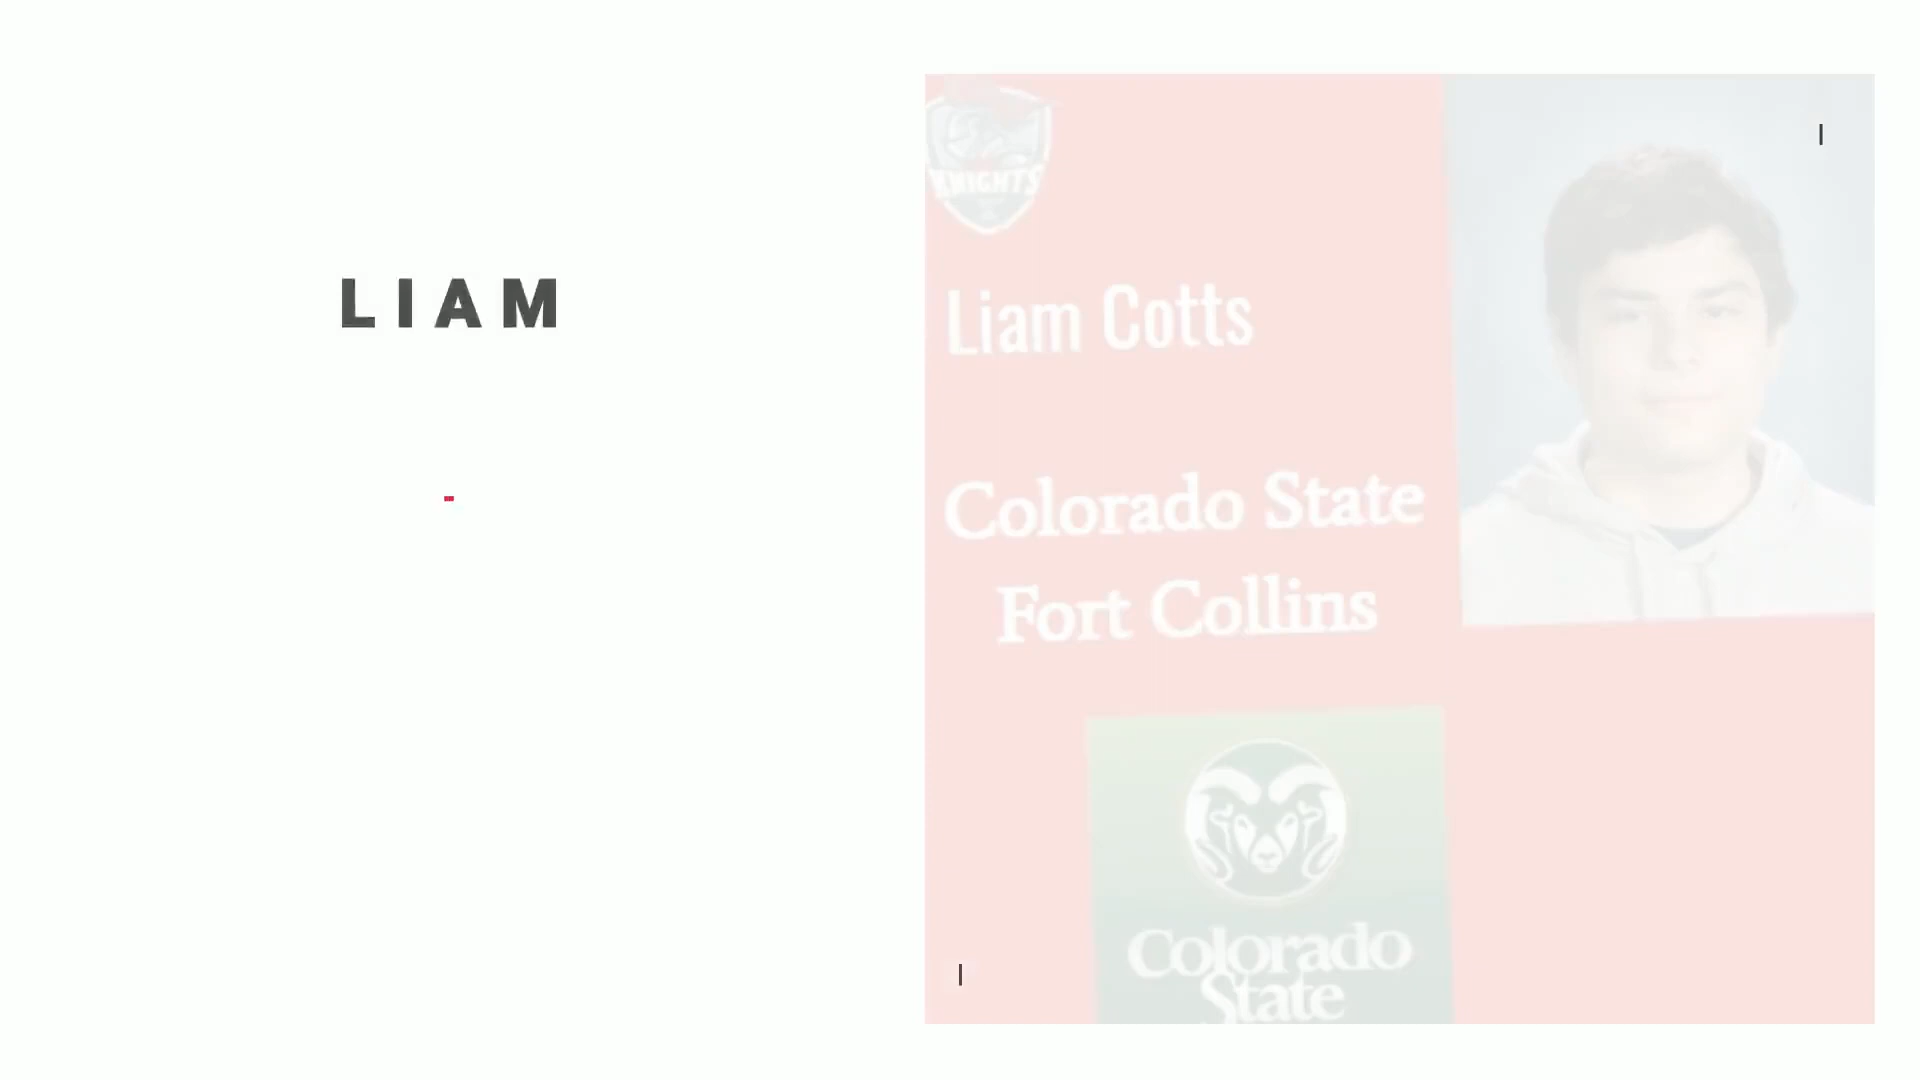 LIAM
KNIGHTS
Liam Cotts
Colorado State
Fort Collins
Colorado
State